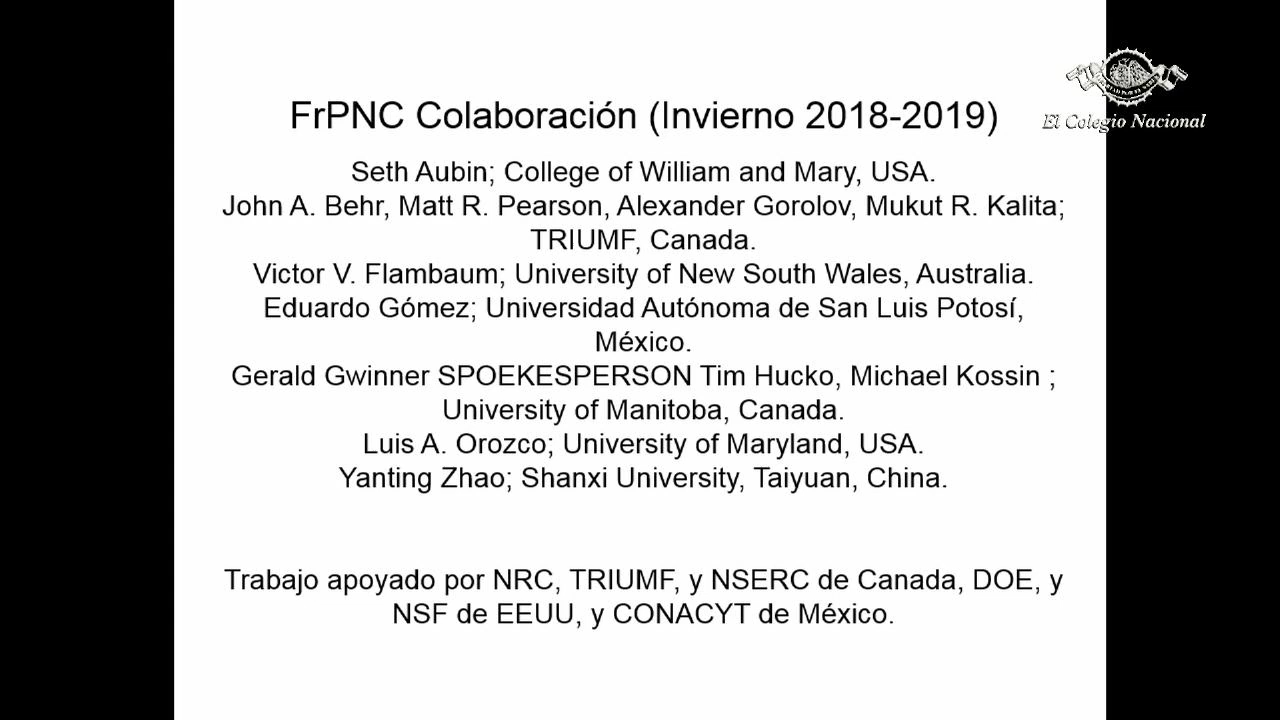 FrPNC Colaboración (Invierno 2018-2019)
El Colegio Nacional
Seth Aubin; College of William and Mary, USA.
John A. Behr, Matt R. Pearson, Alexander Gorolov, Mukut R. Kalita;
TRIUMF, Canada.
Victor V. Flambaum; University of New South Wales, Australia.
Eduardo Gómez; Universidad Autónoma de San Luis Potosí,
México.
Gerald Gwinner SPOEKESPERSON Tim Hucko, Michael Kossin ;
University of Manitoba, Canada.
Luis A. Orozco; University of Maryland, USA.
Yanting Zhao; Shanxi University, Taiyuan, China.
Trabajo apoyado por NRC, TRIUMF, y NSERC de Canada, DOE, y
NSF de EEUU, y CONACYT de México.